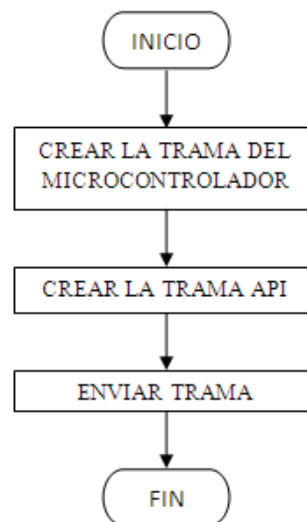 INICIO
CREAR LA TRAMA DEL
MICROCONTROLADOR
CREAR LA TRAMA API
ENVIAR TRAMA
FIN